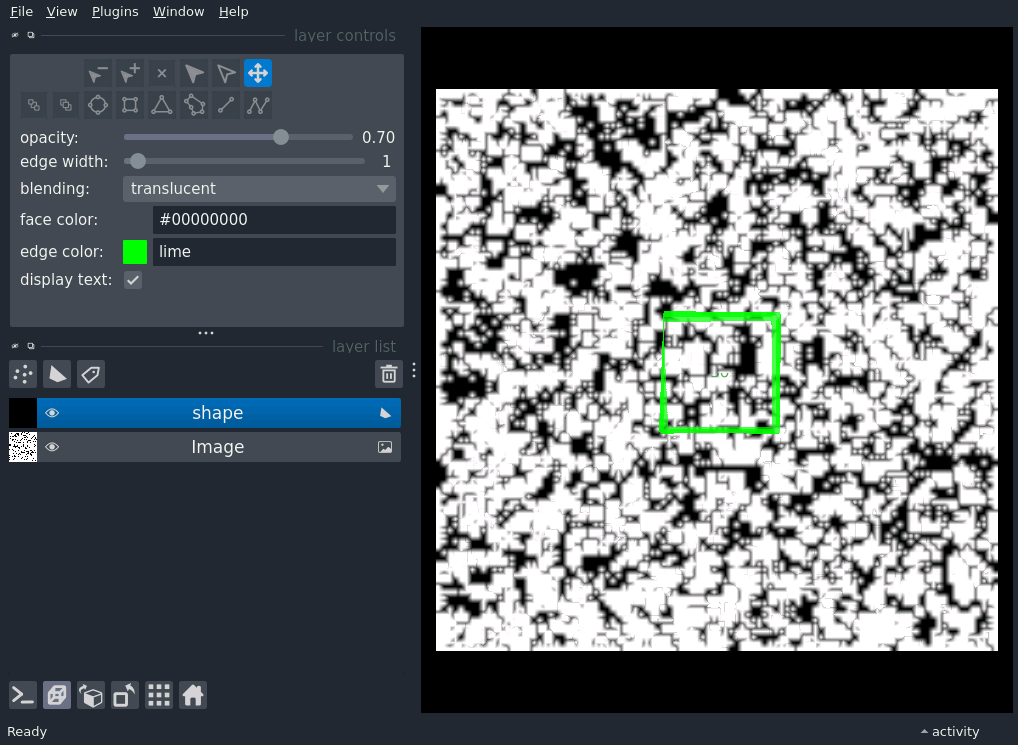 File View Plugins Window Help
layer controls
opacity: 0.70
edge width: 1
blending: translucent
face color: #00000000
edge color: lime
display text:
layer list
shape
Image
Ready
activity